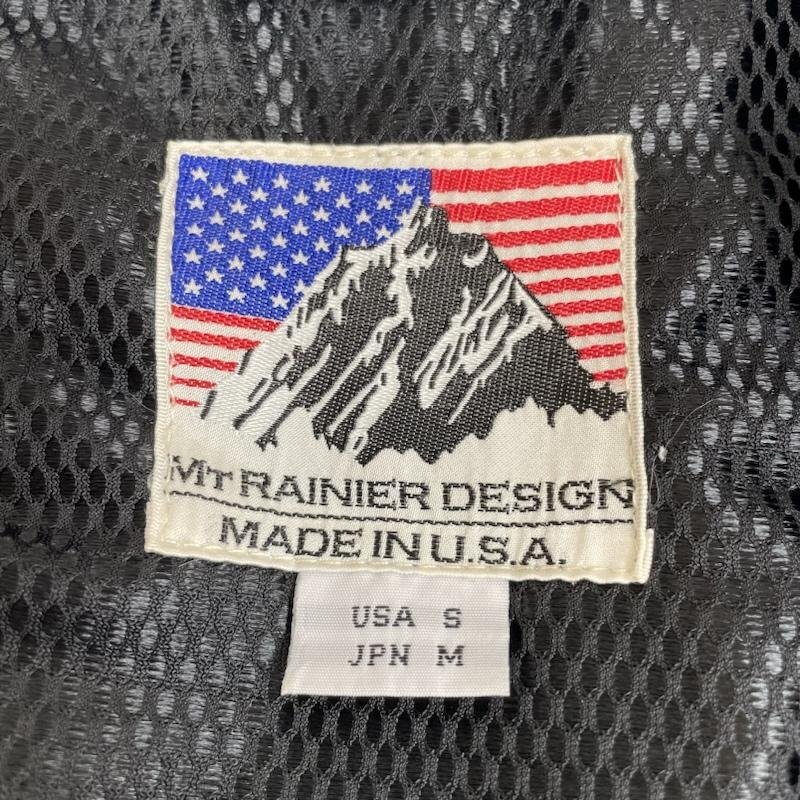 MT RAINIER DESIGN
MADE IN U.S.A.
USA S
JPN M